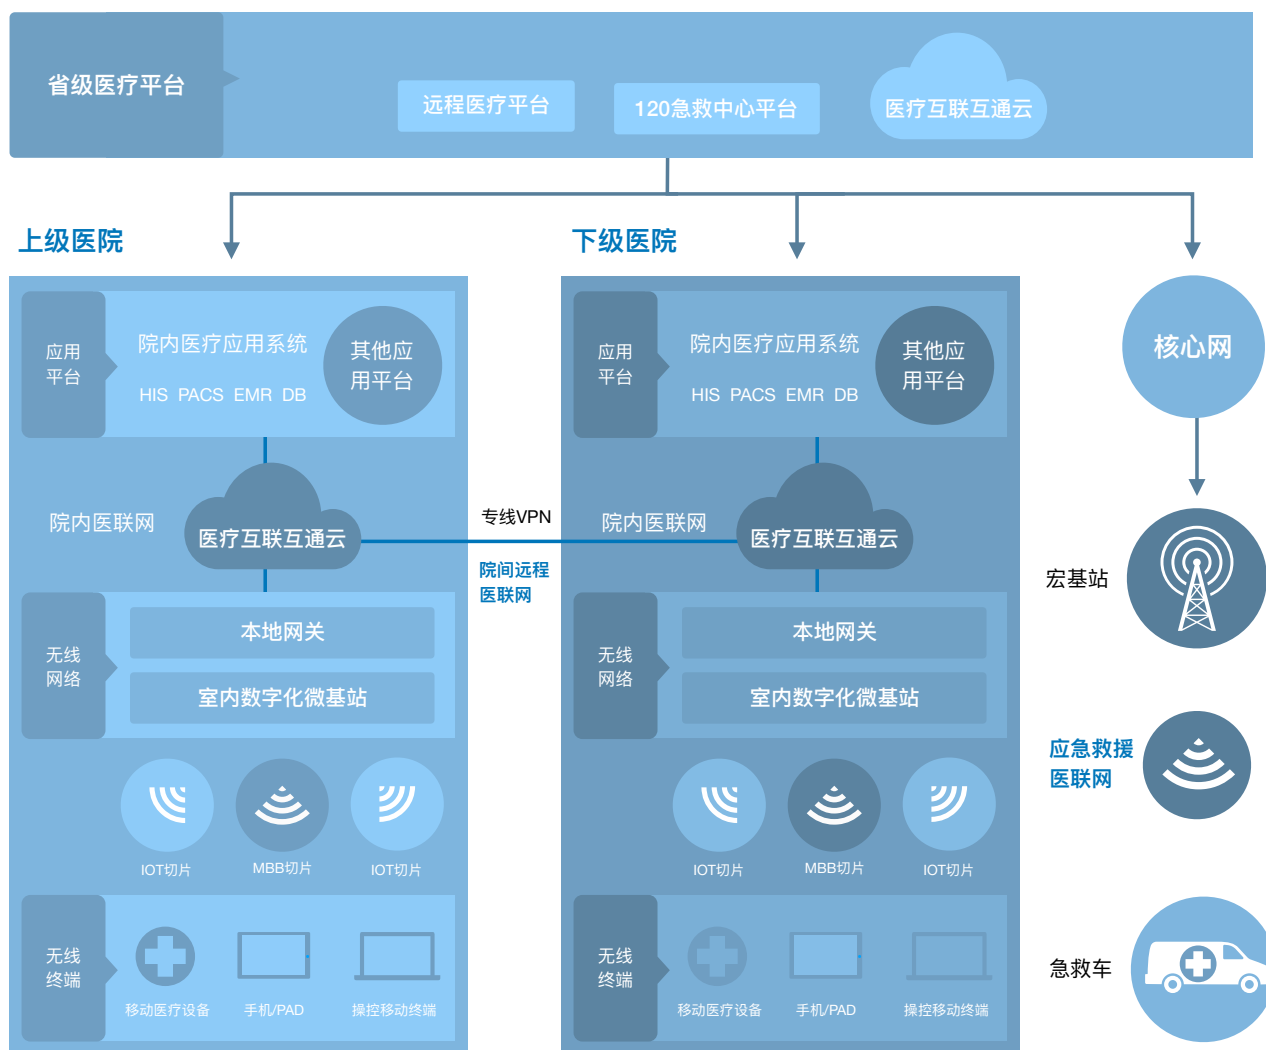 省级医疗平台
远程医疗平台
120急救中心平台
医疗互联互通云
上级医院
应用
平台
院内医疗应用系统
HIS PACS EMR DB
其他应
用平台
院内医联网
医疗互联互通云
无线
网络
本地网关
室内数字化微基站
IOT切片
MBB切片
IOT切片
无线
终端
移动医疗设备
手机/PAD
操控移动终端
专线VPN
院间远程
医联网
下级医院
应用
平台
院内医疗应用系统
HIS PACS EMR DB
其他应
用平台
院内医联网
医疗互联互通云
无线
网络
本地网关
室内数字化微基站
IOT切片
MBB切片
IOT切片
无线
终端
移动医疗设备
手机/PAD
操控移动终端
核心网
宏基站
应急救援
医联网
急救车